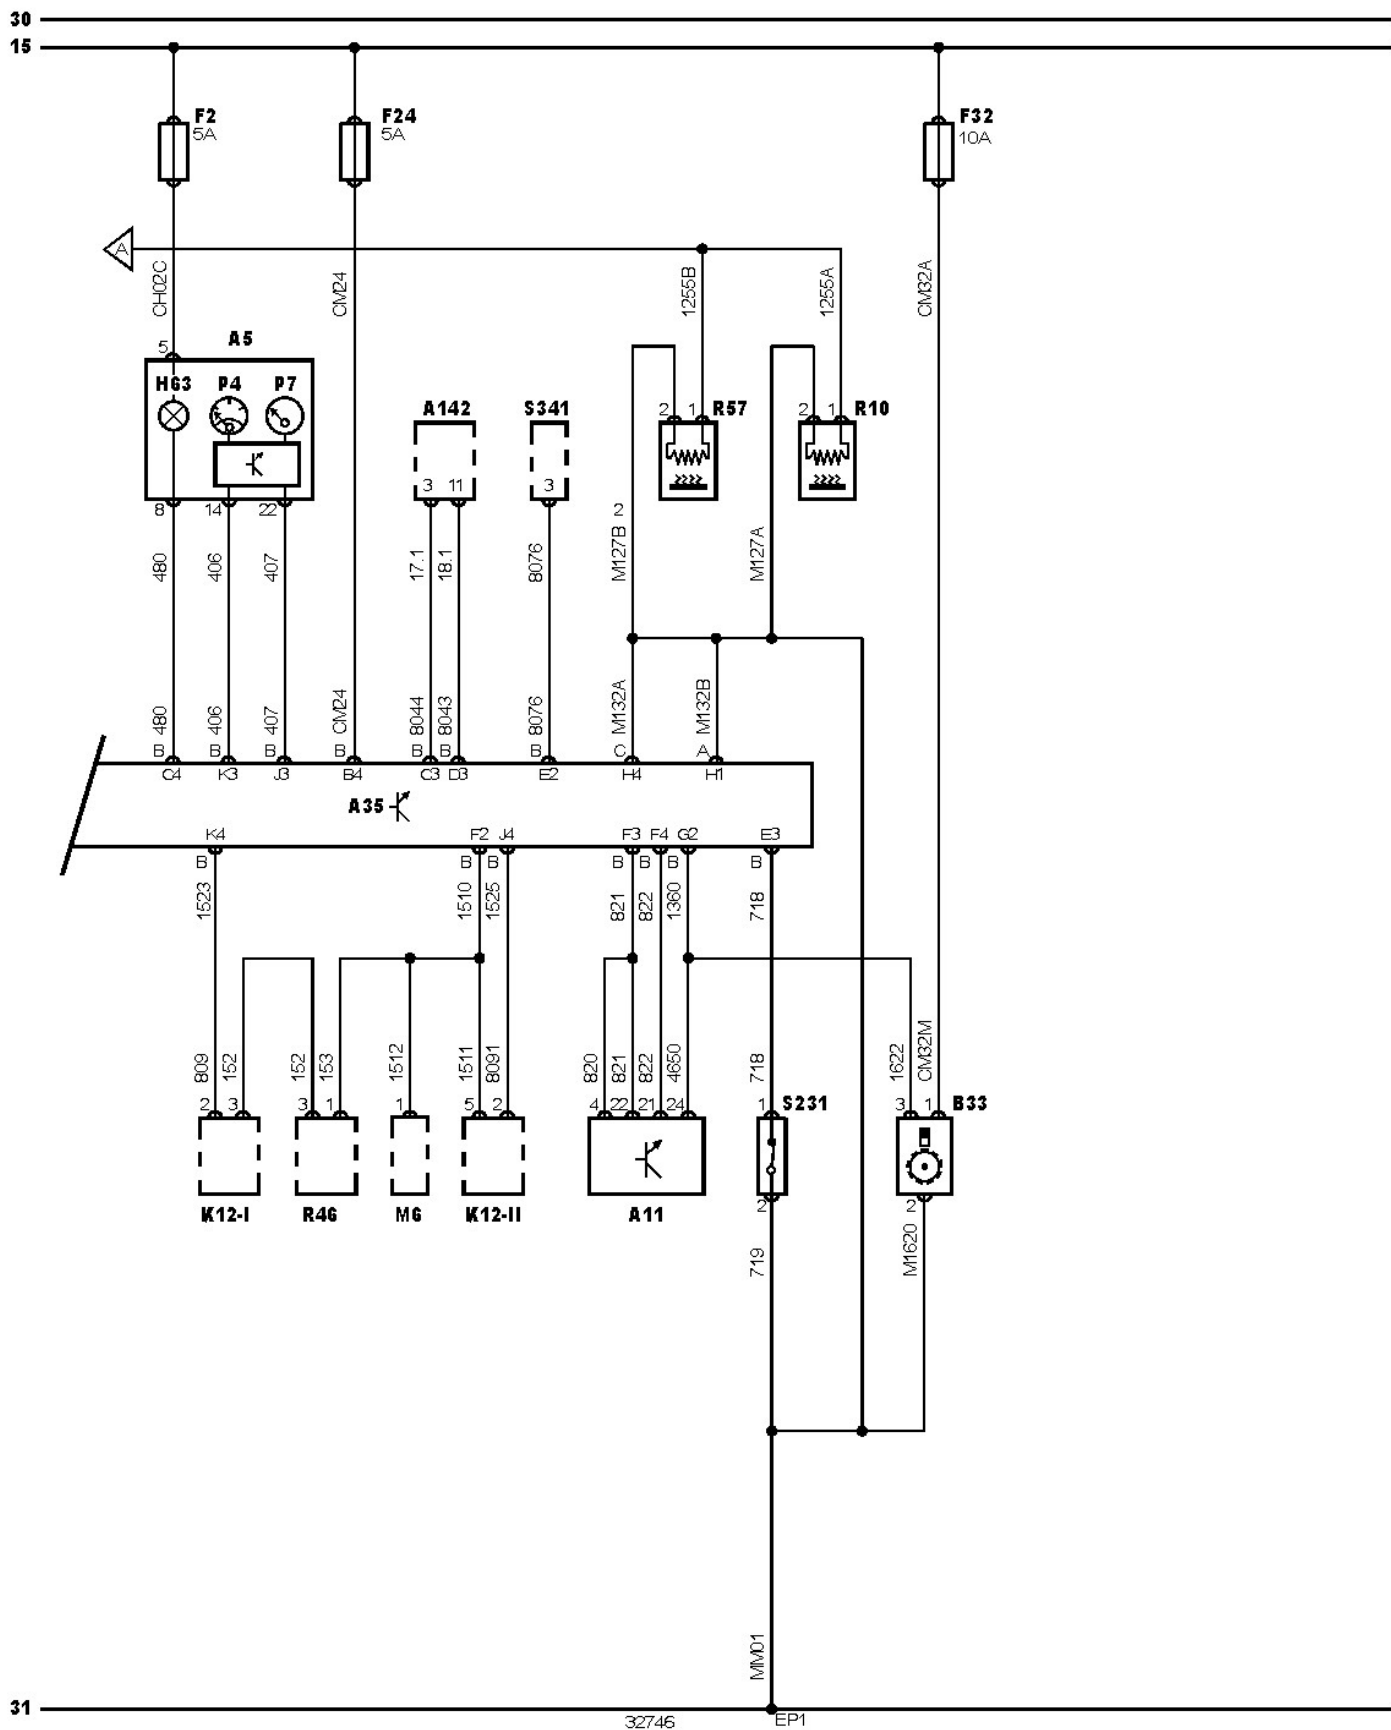 30
15
F2
5A
F24
5A
F32
10A
A
CH02C
CM24
1255B
1255A
CM32A
5
A5
H63
P4
P7
A142
S341
2
1
R57
2
1
R10
3
11
3
8
14
22
2
480
406
407
17.1
18.1
8076
M127B
M127A
480
406
407
CM24
8044
8043
8076
M132A
M132B
B
B
B
B
B
B
B
C
A
C4
K3
J3
B4
C3
D3
E2
H4
H1
A35
K4
F2
J4
F3
F4
G2
E3
B
B
B
B
B
B
B
1523
1510
1525
821
822
1360
718
809
152
152
153
1512
1511
8091
820
821
822
4650
718
1622
CM32M
2
3
3
1
1
5
2
4
22
21
24
1
S231
3
1
B33
K12-I
R46
M6
K12-II
A11
2
2
719
M1620
MM01
31
32746
EP1